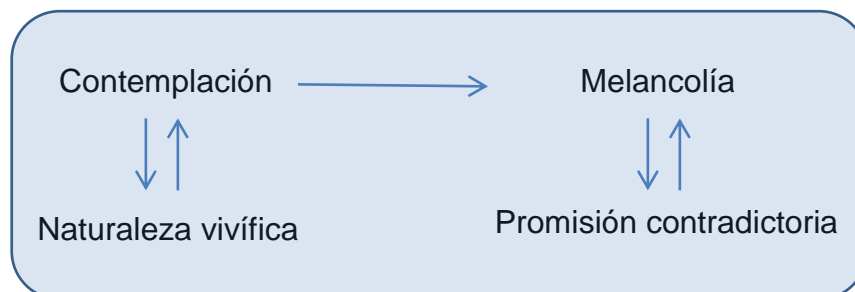 Contemplación Melancolía
Naturaleza vivífica Promisión contradictoria